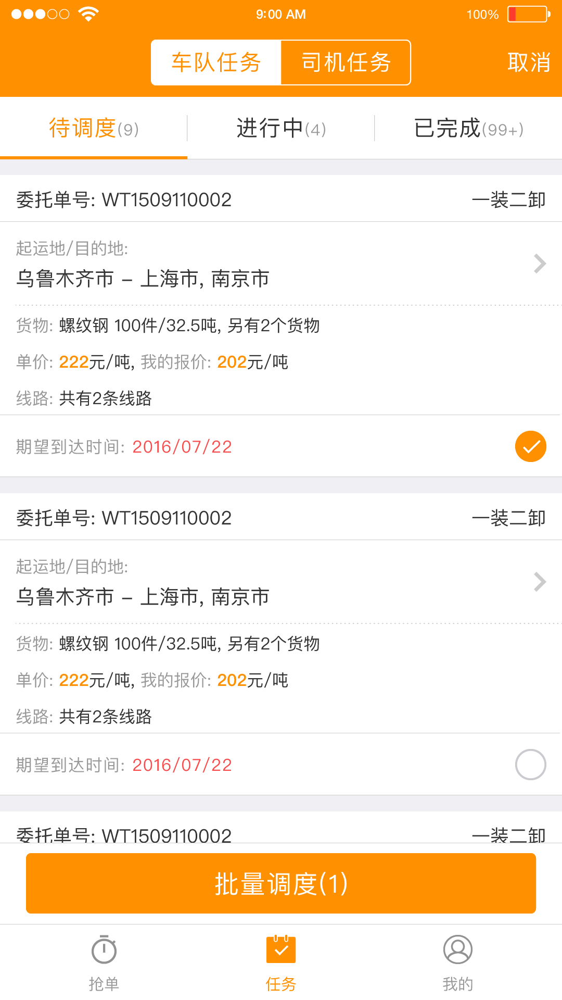 9:00 AM 100%
车队任务 司机任务 取消
待调度(9) 进行中(4) 已完成(99+)
委托单号: WT1509110002 一装二卸
起运地/目的地:
乌鲁木齐市 – 上海市, 南京市
货物: 螺纹钢 100件/32.5吨, 另有2个货物
单价: 222元/吨, 我的报价: 202元/吨
线路: 共有2条线路
期望到达时间: 2016/07/22
委托单号: WT1509110002 一装二卸
起运地/目的地:
乌鲁木齐市 – 上海市, 南京市
货物: 螺纹钢 100件/32.5吨, 另有2个货物
单价: 222元/吨, 我的报价: 202元/吨
线路: 共有2条线路
期望到达时间: 2016/07/22
委托单号: WT1509110002 一装二卸
批量调度(1)
抢单 任务 我的